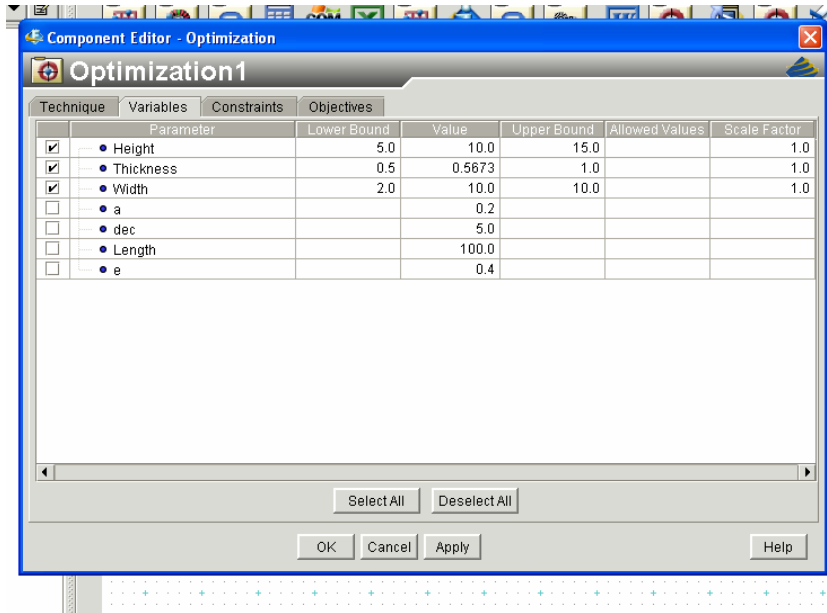 Component Editor - Optimization
Optimization1
Technique Variables Constraints Objectives
Parameter Lower Bound Value Upper Bound Allowed Values Scale Factor
Height 5.0 10.0 15.0 1.0
Thickness 0.5 0.5673 1.0 1.0
Width 2.0 10.0 10.0 1.0
a 0.2
dec 5.0
Length 100.0
e 0.4
Select All Deselect All
OK Cancel Apply Help